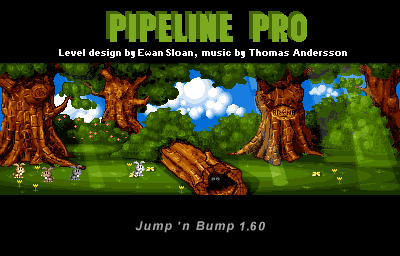 PIPELINE PRO
Level design by Ewan Sloan, music by Thomas Andersson
Jump 'n Bump 1.60